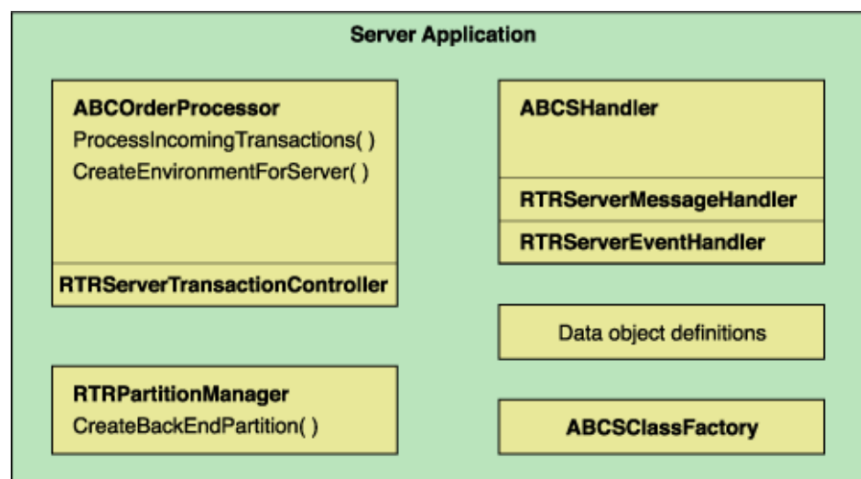 Server Application
ABCOrderProcessor
ProcessIncomingTransactions( )
CreateEnvironmentForServer( )
RTRServerTransactionController
RTRPartitionManager
CreateBackEndPartition( )
ABCSHandler
RTRServerMessageHandler
RTRServerEventHandler
Data object definitions
ABCSClassFactory